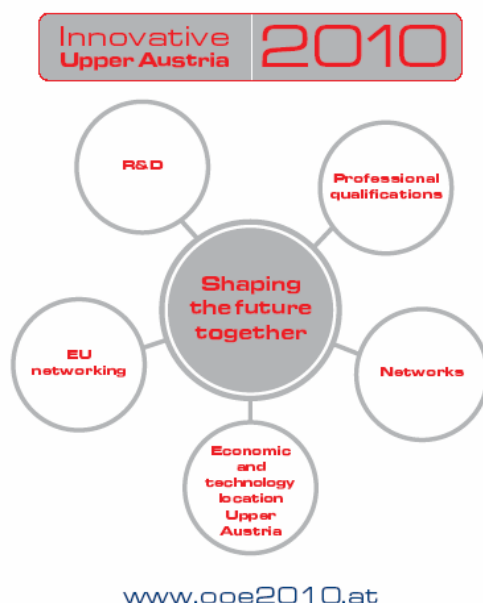 Innovative
Upper Austria
2010
R&D
Professional
qualifications
Shaping
the future
together
EU
networking
Networks
Economic
and
technology
location
Upper
Austria
www.ooe2010.at